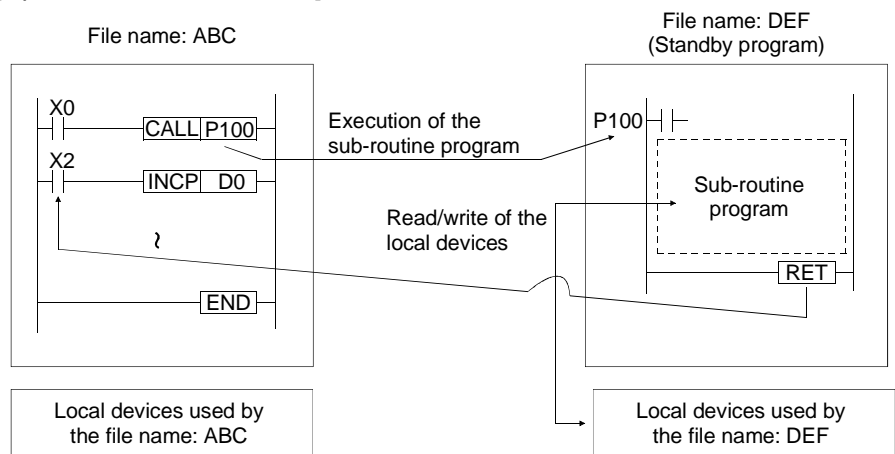 File name: ABC
File name: DEF
(Standby program)
X0
CALL P100
X2
INCP D0
END
Execution of the
sub-routine program
Read/write of the
local devices
P100
Sub-routine
program
RET
Local devices used by
the file name: ABC
Local devices used by
the file name: DEF